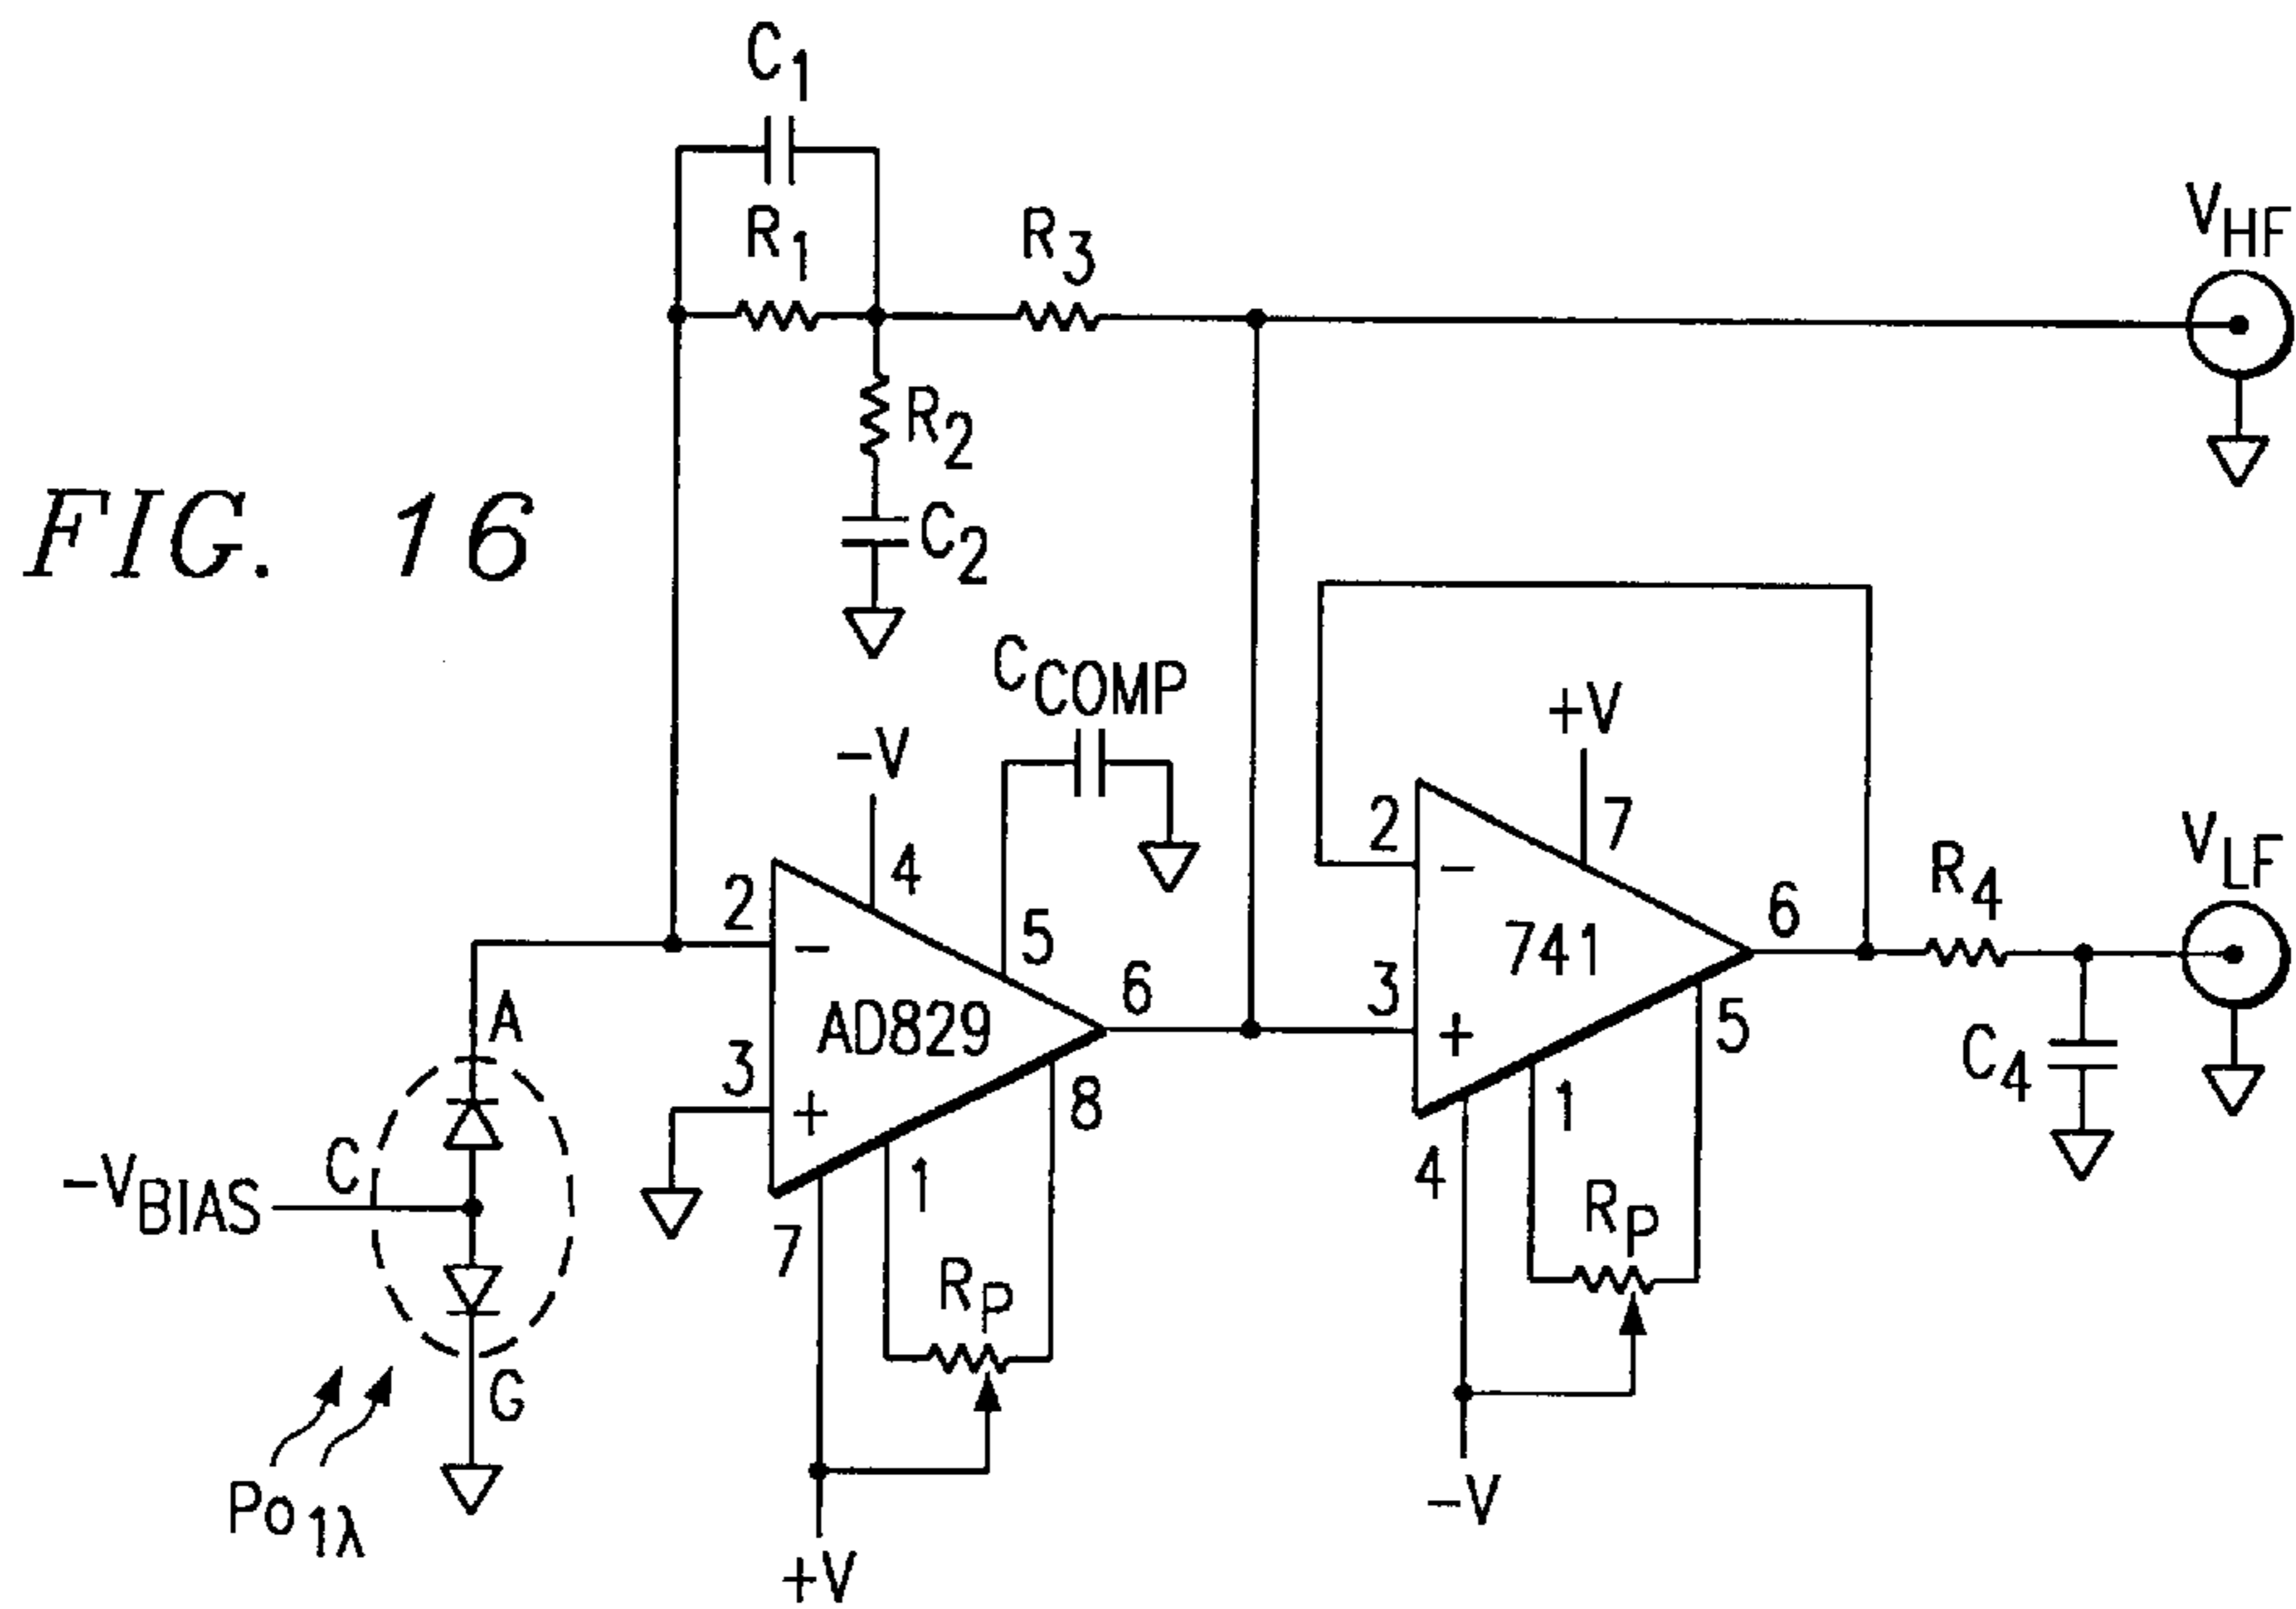 C1
R1
R3
VHF
R2
FIG. 16
C2
CCOMP
-V
+V
4
5
2
7
2
-
-
6
R4
VLF
741
AD829
6
3
3
+
+
5
A
8
C4
C
1
-VBIAS
1
4
7
RP
RP
G
Po1λ
-V
+V